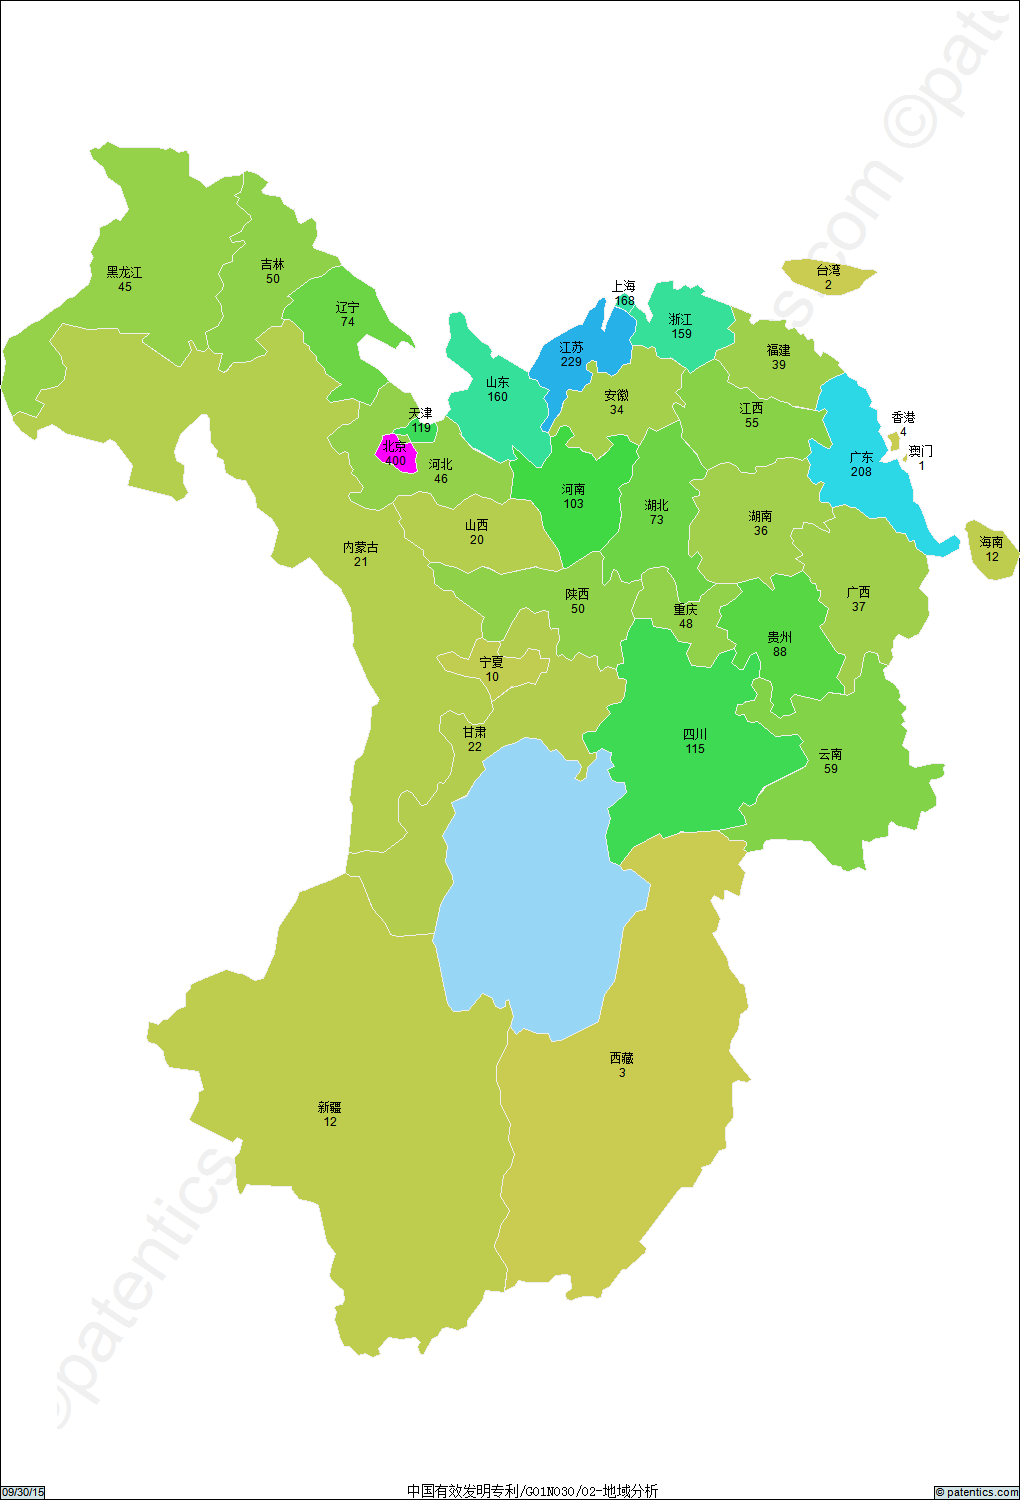 ©patentics.com ©patentics.com
黑龙江
45
吉林
50
辽宁
74
台湾
2
上海
168
浙江
159
江苏
229
福建
39
山东
160
安徽
34
江西
55
天津
119
香港
4
澳门
1
北京
400
河北
46
广东
208
河南
103
湖北
73
湖南
36
山西
20
内蒙古
21
海南
12
陕西
50
重庆
48
广西
37
贵州
88
宁夏
10
甘肃
22
四川
115
云南
59
西藏
3
新疆
12
09/30/15
中国有效发明专利/G01N030/02-地域分析
© patentics.com